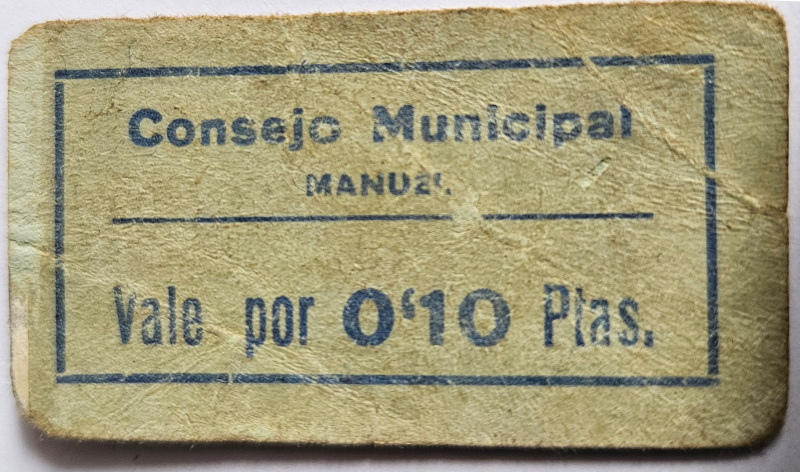 Consejo Municipal
MANUEL
Vale por 0'10 Ptas.